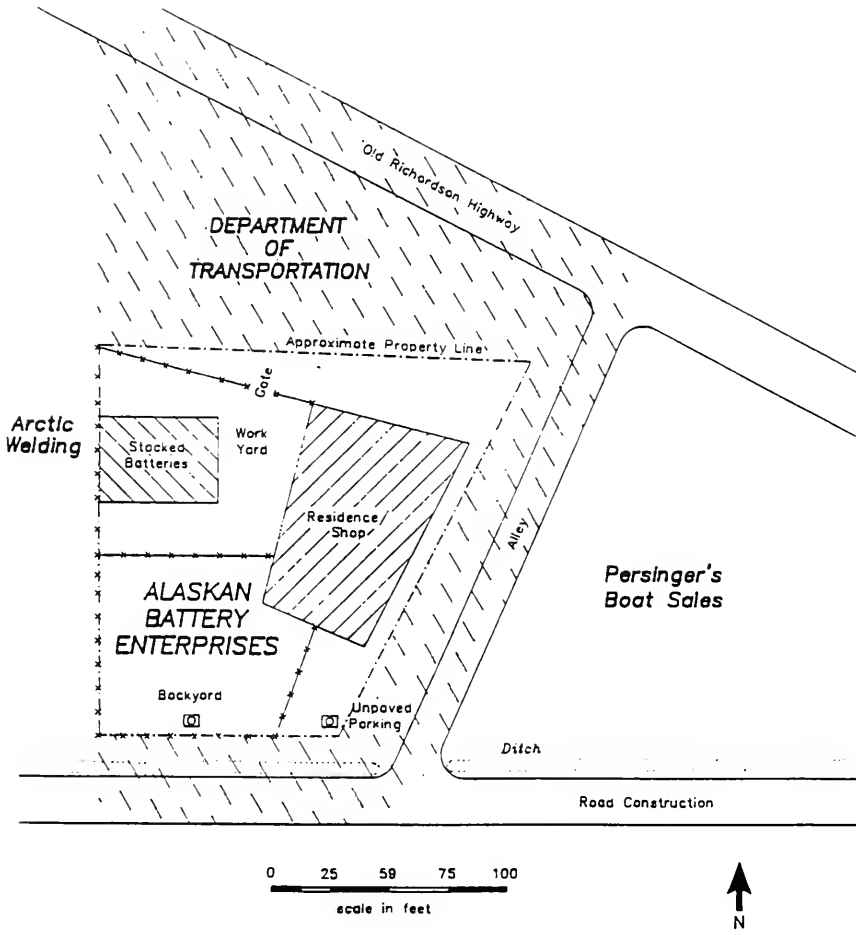 Old Richardson Highway
DEPARTMENT
OF
TRANSPORTATION
Approximate Property Line
Gate
Arctic
Welding
Stacked
Batteries
Work
Yard
Residence/
Shop
Alley
Persinger's
Boat Sales
ALASKAN
BATTERY
ENTERPRISES
Backyard
Unpaved
Parking
Ditch
Road Construction
0 25 59 75 100
scale in feet
N